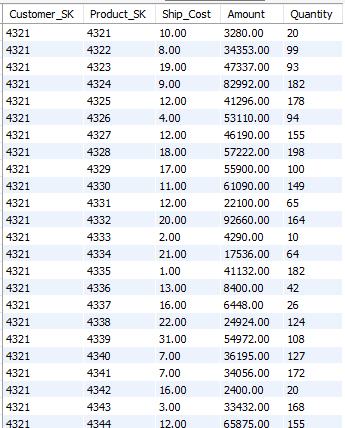 Customer_SK Product_SK Ship_Cost Amount Quantity
4321 4321 10.00 3280.00 20
4321 4322 8.00 34353.00 99
4321 4323 19.00 47337.00 93
4321 4324 9.00 82992.00 182
4321 4325 12.00 41296.00 178
4321 4326 4.00 53110.00 94
4321 4327 12.00 46190.00 155
4321 4328 18.00 57222.00 198
4321 4329 17.00 55900.00 100
4321 4330 11.00 61090.00 149
4321 4331 12.00 22100.00 65
4321 4332 20.00 92660.00 164
4321 4333 2.00 4290.00 10
4321 4334 21.00 17536.00 64
4321 4335 1.00 41132.00 182
4321 4336 13.00 8400.00 42
4321 4337 16.00 6448.00 26
4321 4338 22.00 24924.00 124
4321 4339 31.00 54972.00 108
4321 4340 7.00 36195.00 127
4321 4341 7.00 34056.00 172
4321 4342 16.00 2400.00 20
4321 4343 3.00 33432.00 168
4321 4344 12.00 65875.00 155